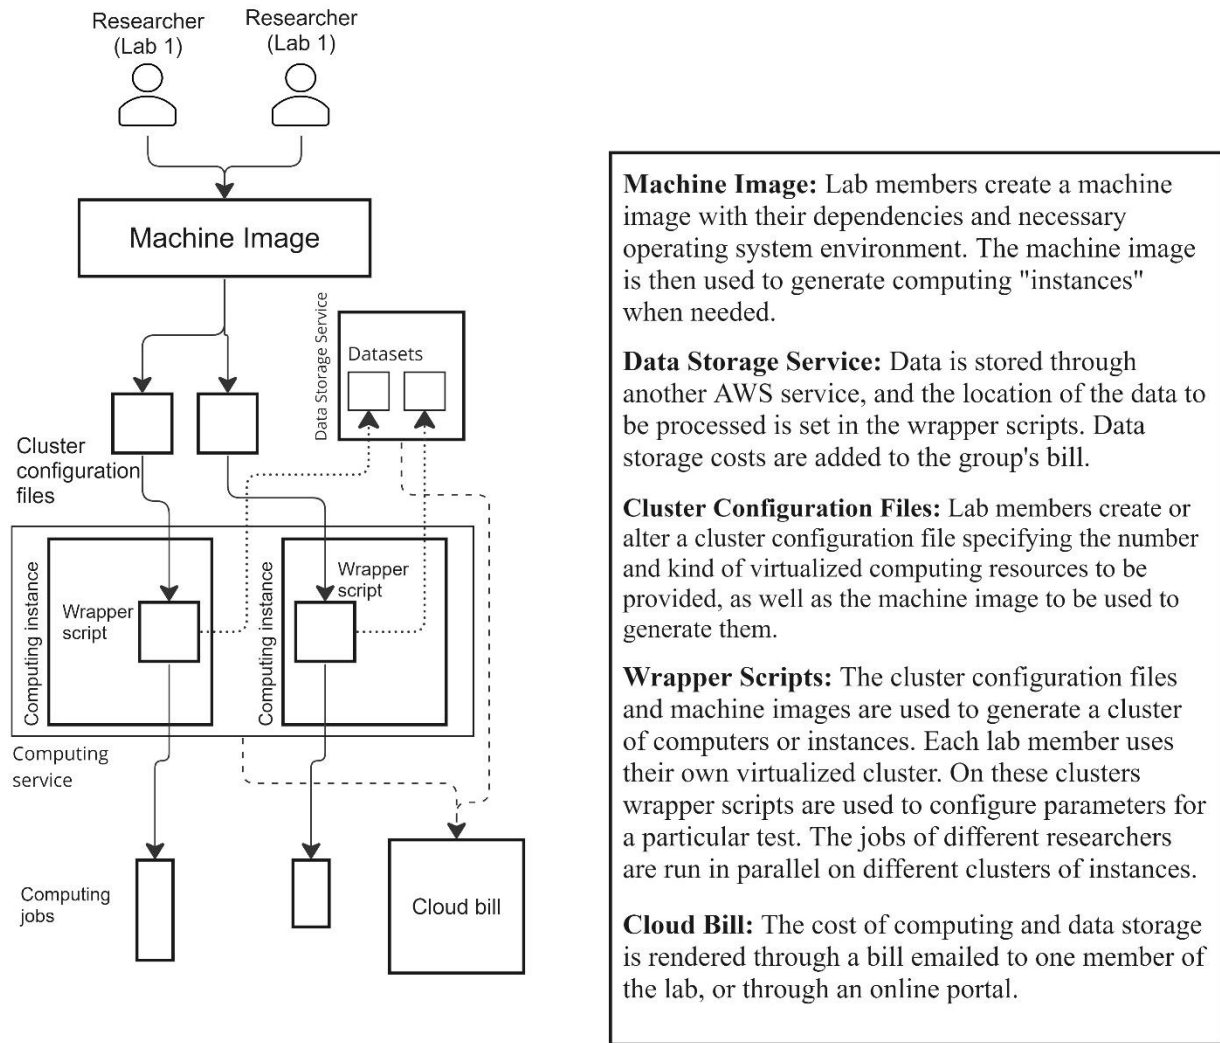 Researcher
(Lab 1)
Researcher
(Lab 1)
Machine Image
Data Storage Service
Datasets
Cluster
configuration
files
Computing instance
Wrapper
script
Computing instance
Wrapper
script
Computing
service
Computing
jobs
Cloud bill
Machine Image: Lab members create a machine
image with their dependencies and necessary
operating system environment. The machine image
is then used to generate computing "instances"
when needed.
Data Storage Service: Data is stored through
another AWS service, and the location of the data to
be processed is set in the wrapper scripts. Data
storage costs are added to the group's bill.
Cluster Configuration Files: Lab members create or
alter a cluster configuration file specifying the number
and kind of virtualized computing resources to be
provided, as well as the machine image to be used to
generate them.
Wrapper Scripts: The cluster configuration files
and machine images are used to generate a cluster
of computers or instances. Each lab member uses
their own virtualized cluster. On these clusters
wrapper scripts are used to configure parameters for
a particular test. The jobs of different researchers
are run in parallel on different clusters of instances.
Cloud Bill: The cost of computing and data storage
is rendered through a bill emailed to one member of
the lab, or through an online portal.